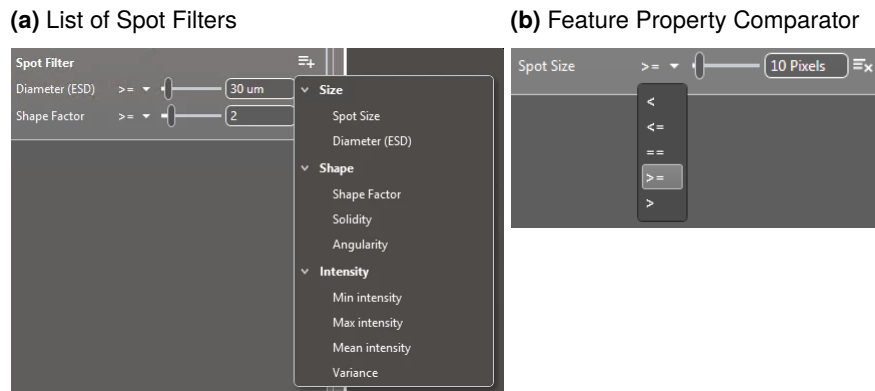 (a) List of Spot Filters
Spot Filter
Diameter (ESD) >= 30 um
Shape Factor >= 2
Size
Spot Size
Diameter (ESD)
Shape
Shape Factor
Solidity
Angularity
Intensity
Min intensity
Max intensity
Mean intensity
Variance
(b) Feature Property Comparator
Spot Size >= 10 Pixels
<
<=
==
>=
>